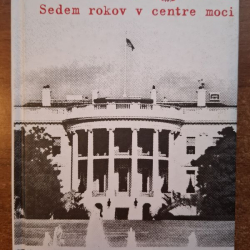 Sedem rokov v centre moci